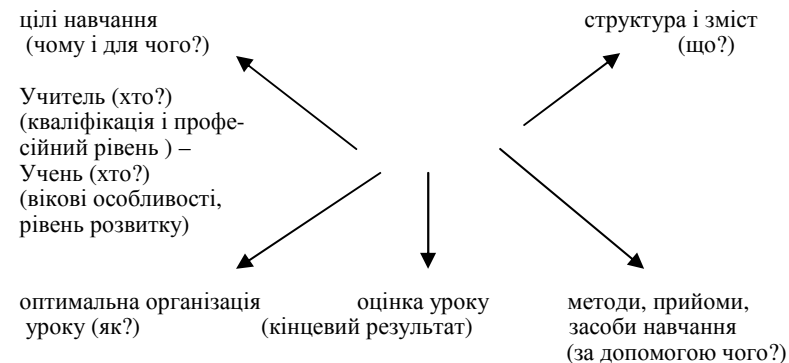 цілі навчання
(чому і для чого?)
структура і зміст
(що?)
Учитель (хто?)
(кваліфікація і профе-
сійний рівень ) –
Учень (хто?)
(вікові особливості,
рівень розвитку)
оптимальна організація
уроку (як?)
оцінка уроку
(кінцевий результат)
методи, прийоми,
засоби навчання
(за допомогою чого?)